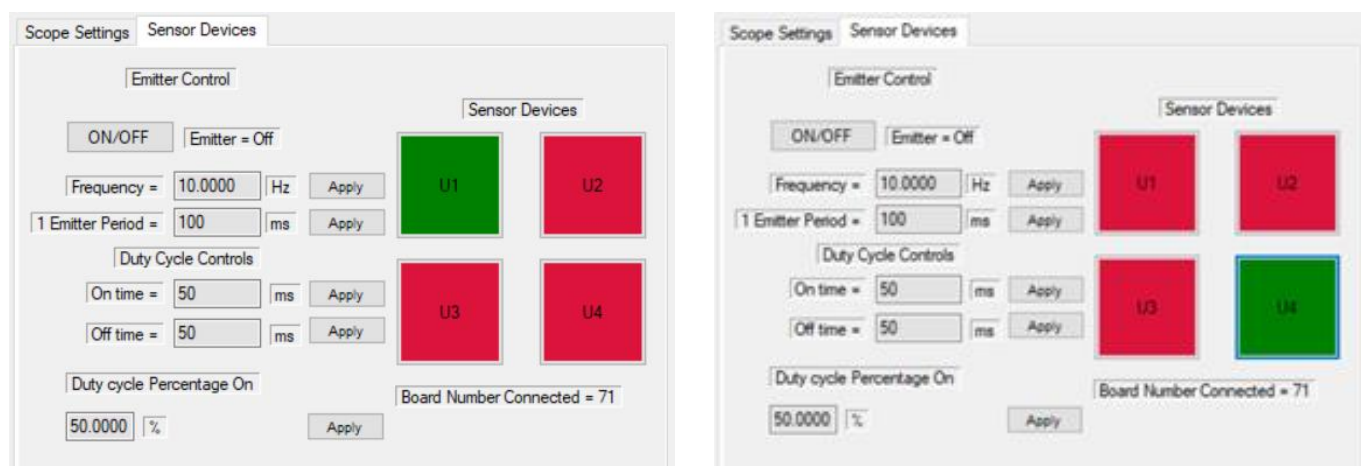 Scope Settings Sensor Devices
Emitter Control
Sensor Devices
ON/OFF Emitter = Off
U1 U2
Frequency = 10.0000 Hz Apply
1 Emitter Period = 100 ms Apply
Duty Cycle Controls
On time = 50 ms Apply
U3 U4
Off time = 50 ms Apply
Duty cycle Percentage On
Board Number Connected = 71
50.0000 % Apply
Scope Settings Sensor Devices
Emitter Control
Sensor Devices
ON/OFF Emitter = Off
U1 U2
Frequency = 10.0000 Hz Apply
1 Emitter Period = 100 ms Apply
Duty Cycle Controls
On time = 50 ms Apply
U3 U4
Off time = 50 ms Apply
Duty cycle Percentage On
Board Number Connected = 71
50.0000 % Apply